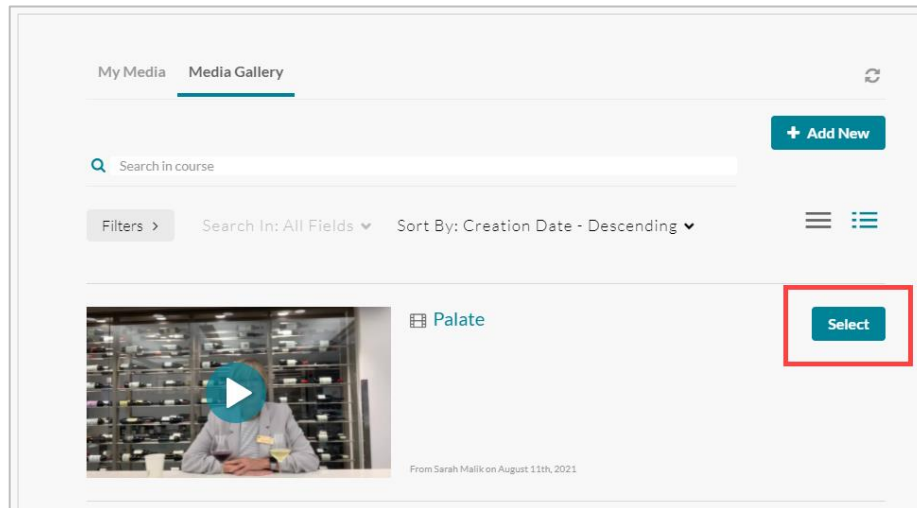 My Media Media Gallery
+ Add New
Search in course
Filters > Search In: All Fields Sort By: Creation Date - Descending
Palate
Select
From Sarah Malik on August 11th, 2021